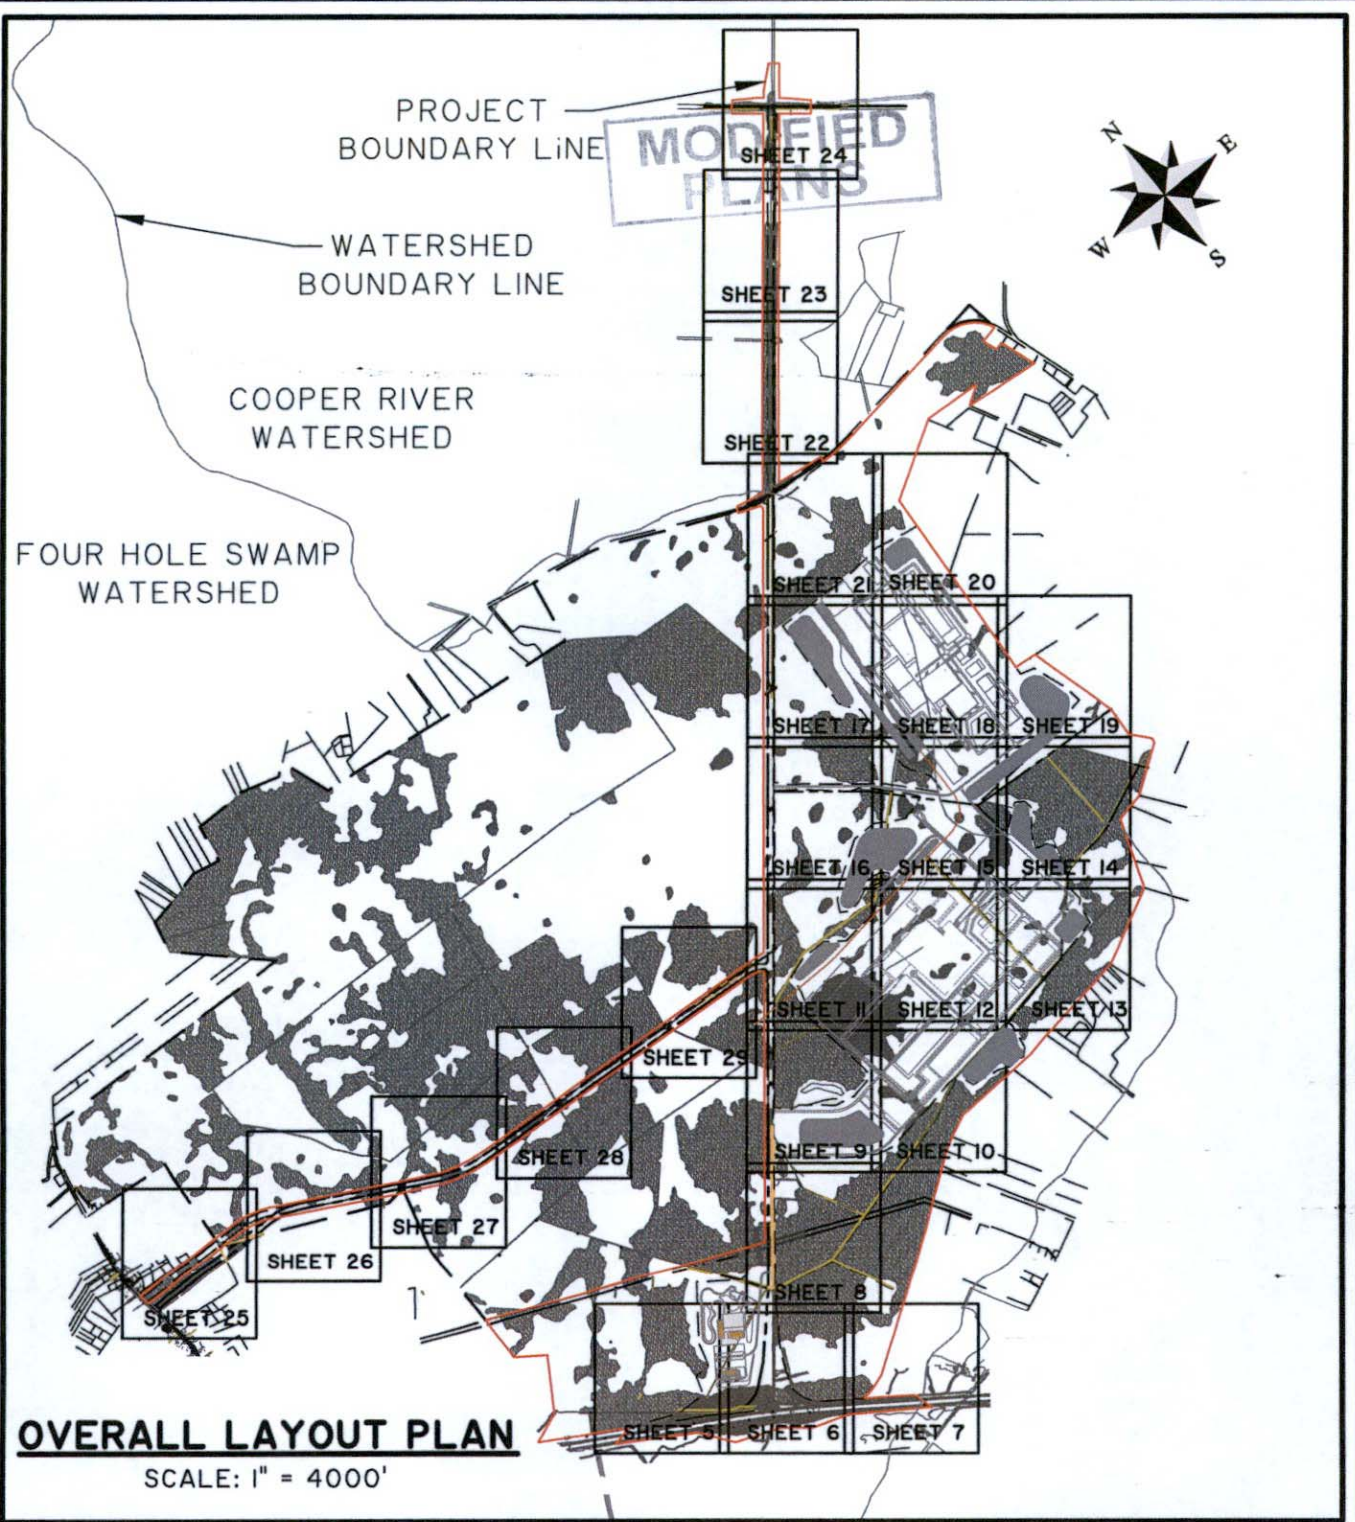 PROJECT
BOUNDARY LiNE
MODIFIED
PLANS
SHEET 24
N
E
W
S
WATERSHED
BOUNDARY LINE
SHEET 23
COOPER RIVER
WATERSHED
SHEET 22
FOUR HOLE SWAMP
WATERSHED
SHEET 21
SHEET 20
SHEET 17
SHEET 18
SHEET 19
SHEET 16
SHEET 15
SHEET 14
SHEET 11
SHEET 12
SHEET 13
SHEET 29
SHEET 28
SHEET 9
SHEET 10
SHEET 27
SHEET 26
SHEET 8
SHEET 25
SHEET 5
SHEET 6
SHEET 7
OVERALL LAYOUT PLAN
SCALE: 1" = 4000'